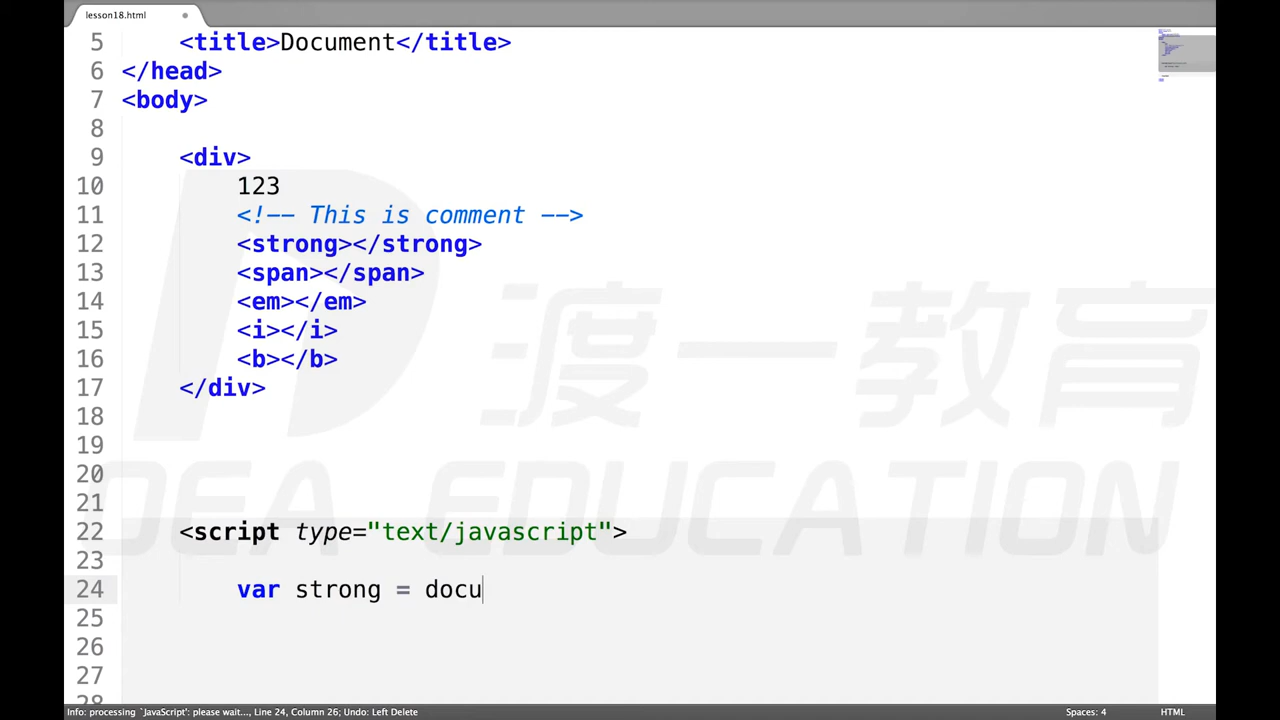 lesson18.html
5 <title>Document</title>
6 </head>
7 <body>
8
9 <div>
10 123
11 <!-- This is comment -->
12 <strong></strong>
13 <span></span>
14 <em></em>
15 <i></i>
16 <b></b>
17 </div>
18
19
20
21
22 <script type="text/javascript">
23
24 var strong = docu
25
26
27
28
渡一教育
DEA EDUCATION
Info: processing `JavaScript': please wait..., Line 24, Column 26; Undo: Left Delete
Spaces: 4
HTML